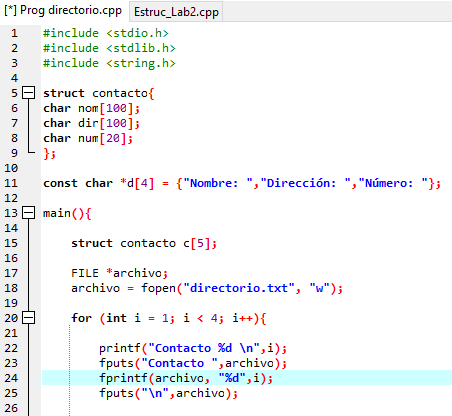 [*] Prog directorio.cpp Estruc_Lab2.cpp
1 #include <stdio.h>
2 #include <stdlib.h>
3 #include <string.h>
4
5 struct contacto{
6 char nom[100];
7 char dir[100];
8 char num[20];
9 };
10
11 const char *d[4] = {"Nombre: ","Dirección: ","Número: "};
12
13 main(){
14
15 struct contacto c[5];
16
17 FILE *archivo;
18 archivo = fopen("directorio.txt", "w");
19
20 for (int i = 1; i < 4; i++){
21
22 printf("Contacto %d \n",i);
23 fputs("Contacto ",archivo);
24 fprintf(archivo, "%d",i);
25 fputs("\n",archivo);
26